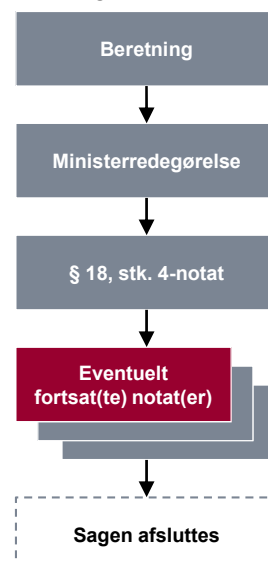 Beretning
Ministerredegørelse
§ 18, stk. 4-notat
Eventuelt
fortsat(te) notat(er)
Sagen afsluttes